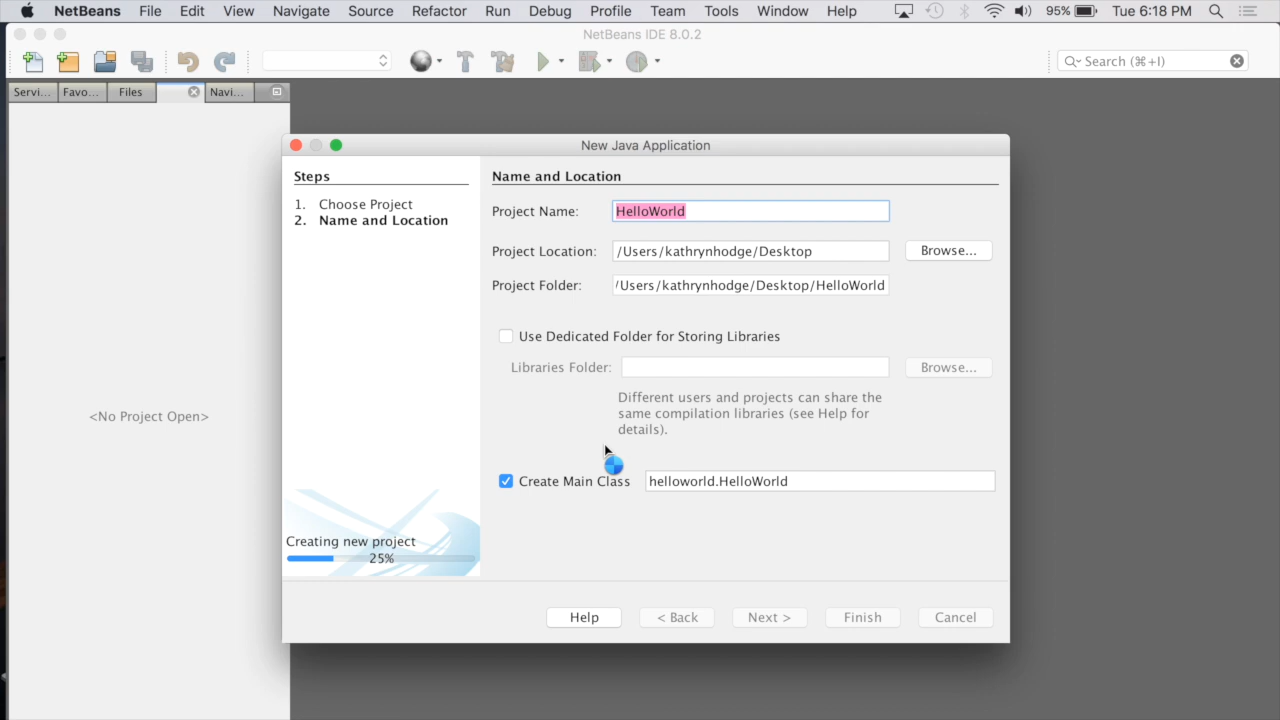 NetBeans File Edit View Navigate Source Refactor Run Debug Profile Team Tools Window Help 95% Tue 6:18 PM
NetBeans IDE 8.0.2
Search (⌘+I)
Servi... Favo... Files Navi...
New Java Application
Steps
1. Choose Project
2. Name and Location
Name and Location
Project Name: HelloWorld
Project Location: /Users/kathrynhodge/Desktop Browse...
Project Folder: /Users/kathrynhodge/Desktop/HelloWorld
Use Dedicated Folder for Storing Libraries
Libraries Folder: Browse...
Different users and projects can share the
same compilation libraries (see Help for
details).
Create Main Class helloworld.HelloWorld
<No Project Open>
Creating new project
25%
Help < Back Next > Finish Cancel